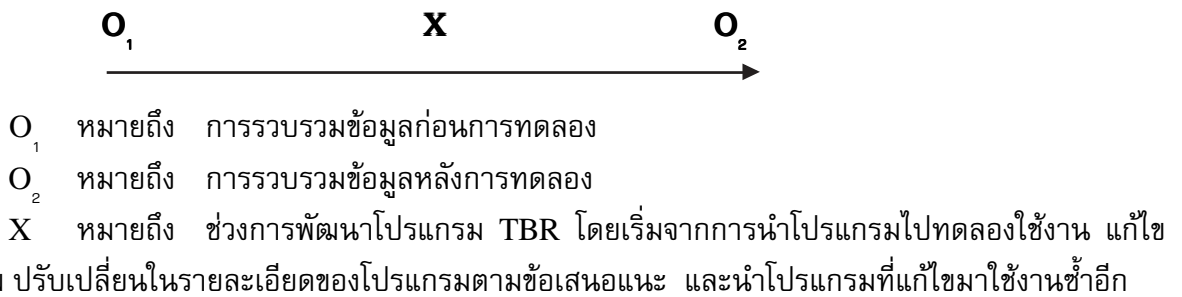 O₁ X O₂
O₁ หมายถึง การรวบรวมข้อมูลก่อนการทดลอง
O₂ หมายถึง การรวบรวมข้อมูลหลังการทดลอง
X หมายถึง ช่วงการพัฒนาโปรแกรม TBR โดยเริ่มจากการนำโปรแกรมไปทดลองใช้งาน แก้ไข
ปรับเปลี่ยนในรายละเอียดของโปรแกรมตามข้อเสนอแนะ และนำโปรแกรมที่แก้ไขมาใช้งานซ้ำอีก